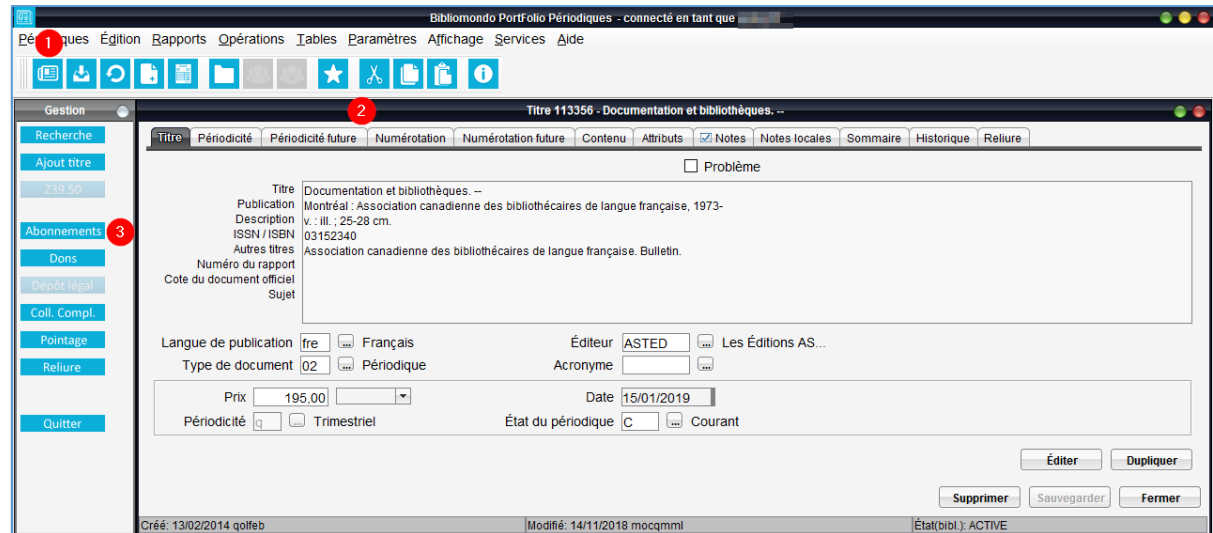 Bibliomondo PortFolio Périodiques - connecté en tant que
Édition Rapports Opérations Tables Paramètres Affichage Services Aide
1
Gestion
2
Titre 113356 - Documentation et bibliothèques. --
Recherche
Titre Périodicité Périodicité future Numérotation Numérotation future Contenu Attributs Notes Notes locales Sommaire Historique Reliure
Ajout titre
Problème
Z39.50
Titre Documentation et bibliothèques. --
Publication Montréal : Association canadienne des bibliothécaires de langue française, 1973-
Description v. : ill. ; 25-28 cm.
Abonnements 3
ISSN / ISBN 03152340
Autres titres Association canadienne des bibliothécaires de langue française. Bulletin.
Dons
Numéro du rapport
Cote du document officiel
Dépôt légal
Sujet
Coll. Compl.
Pointage
Langue de publication fre ... Français Éditeur ASTED ... Les Éditions AS...
Reliure
Type de document 02 ... Périodique Acronyme ...
Prix 195,00 Date 15/01/2019
Quitter
Périodicité q ... Trimestriel État du périodique C ... Courant
Éditer Dupliquer
Supprimer Sauvegarder Fermer
Créé: 13/02/2014 qolfeb Modifié: 14/11/2018 mocqmml État(bibl.): ACTIVE